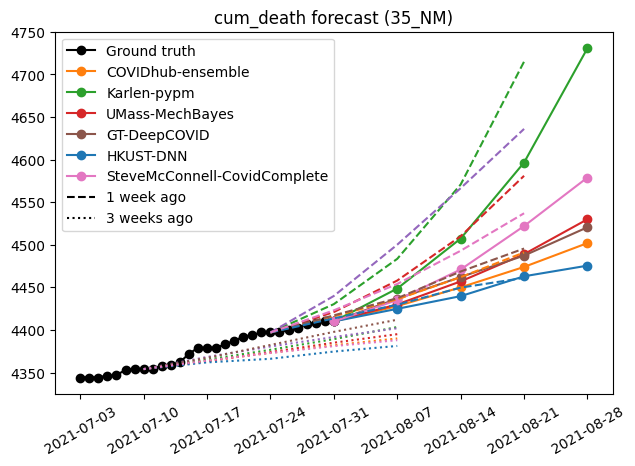 cum_death forecast (35_NM)
4750
4700
4650
4600
4550
4500
4450
4400
4350
Ground truth
COVIDhub-ensemble
Karlen-pypm
UMass-MechBayes
GT-DeepCOVID
HKUST-DNN
SteveMcConnell-CovidComplete
1 week ago
3 weeks ago
2021-07-03
2021-07-10
2021-07-17
2021-07-24
2021-07-31
2021-08-07
2021-08-14
2021-08-21
2021-08-28